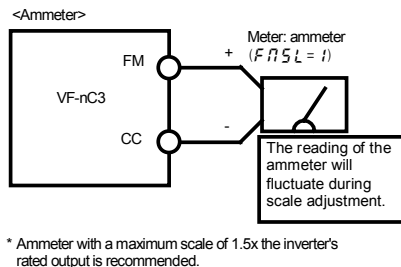 <Ammeter>
Meter: ammeter
(FMSL=1)
FM
+
VF-nC3
CC
-
The reading of the
ammeter will
fluctuate during
scale adjustment.
* Ammeter with a maximum scale of 1.5x the inverter's
rated output is recommended.